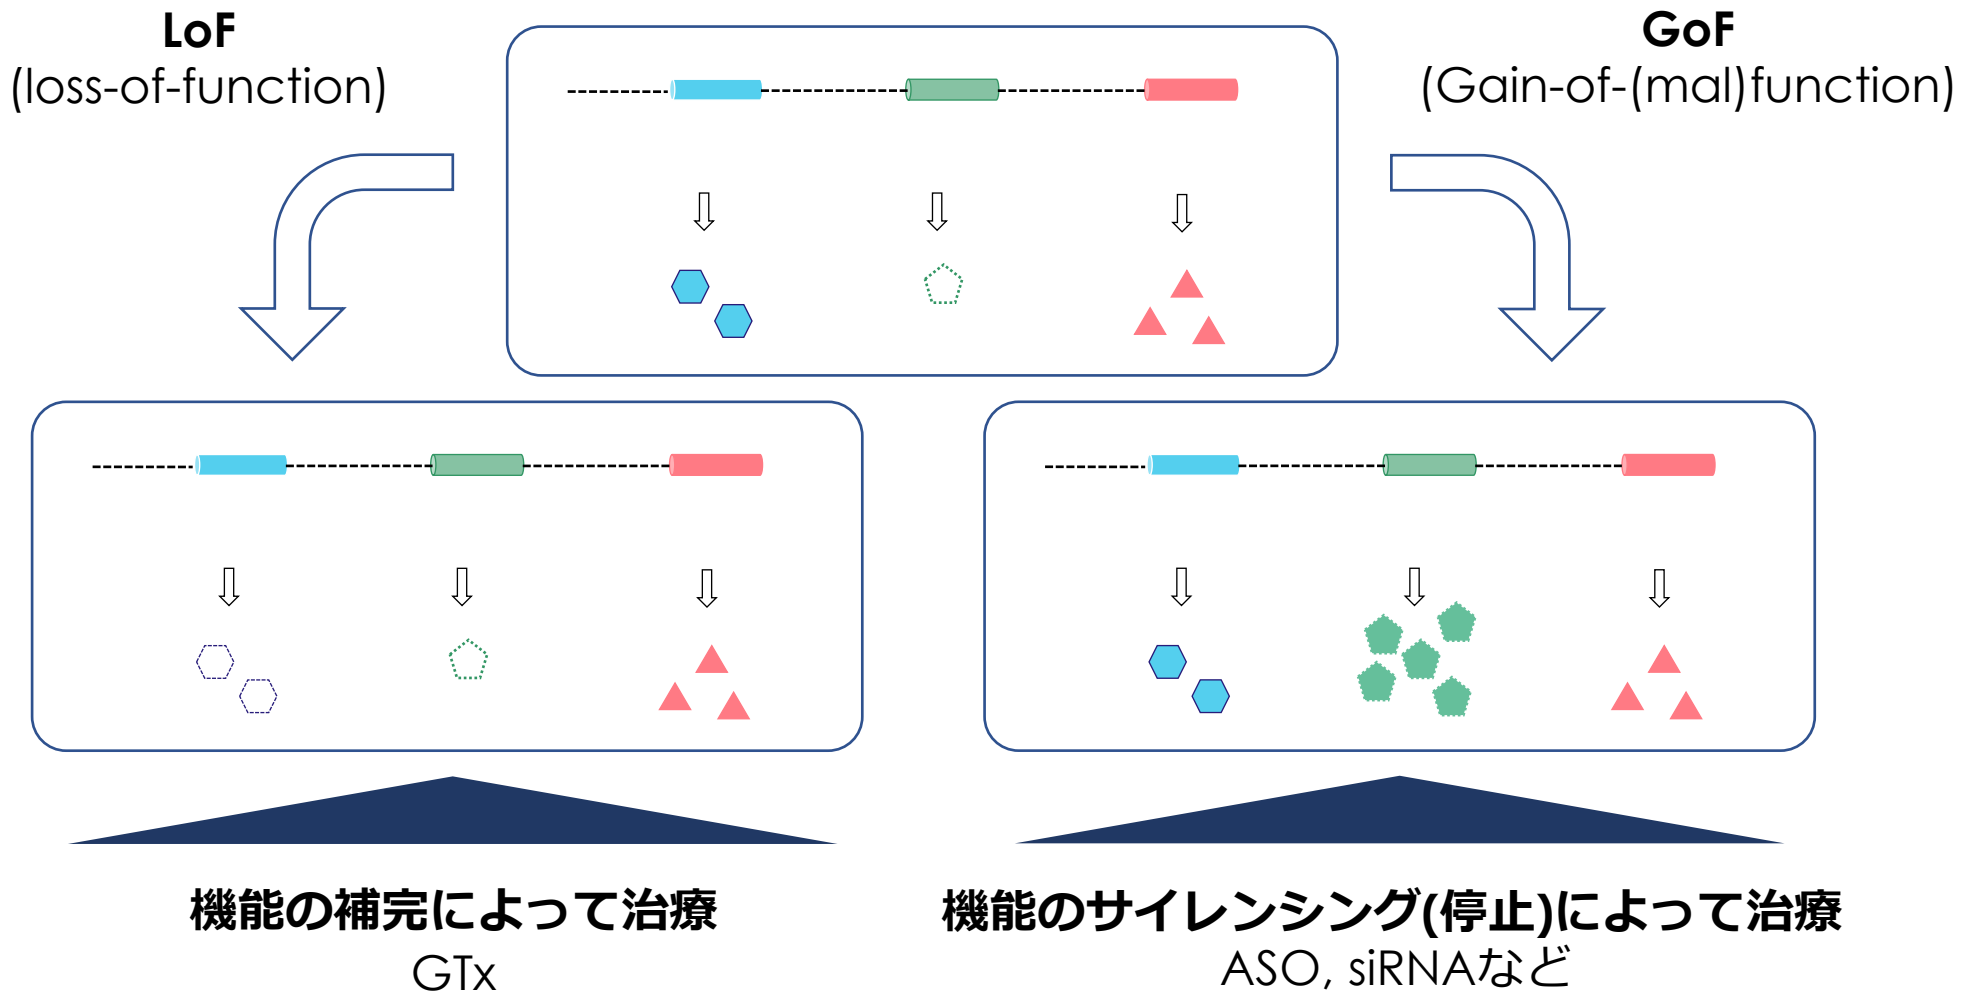 LoF
(loss-of-function)
GoF
(Gain-of-(mal)function)
機能の補完によって治療
GTx
機能のサイレンシング(停止)によって治療
ASO, siRNAなど